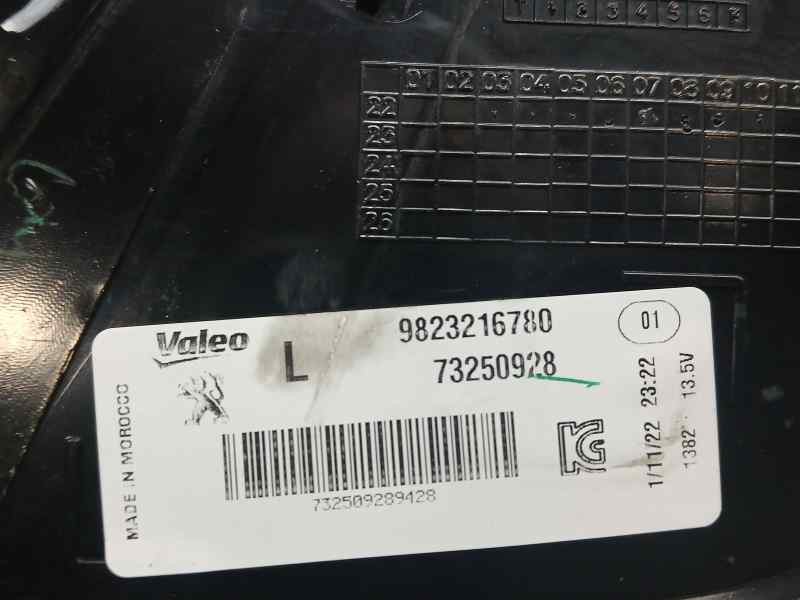 1 1 2 3 4 5 6 7
01 02 03 04 05 06 07 08 09 10 11
22
23
24
25
26
Valeo
L
9823216780
73250928
01
732509289428
MADE IN MOROCCO
1/11/22 23:22
1382 13.5V